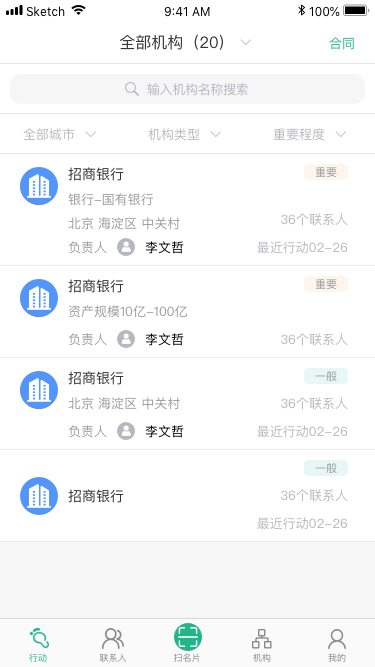 Sketch 9:41 AM 100%
全部机构（20） 合同
输入机构名称搜索
全部城市 机构类型 重要程度
招商银行 重要
银行-国有银行
北京 海淀区 中关村 36个联系人
负责人 李文哲 最近行动02-26
招商银行 重要
资产规模10亿-100亿
负责人 李文哲 36个联系人
招商银行 一般
北京 海淀区 中关村 36个联系人
负责人 李文哲 最近行动02-26
一般
招商银行 36个联系人
最近行动02-26
行动 联系人 扫名片 机构 我的